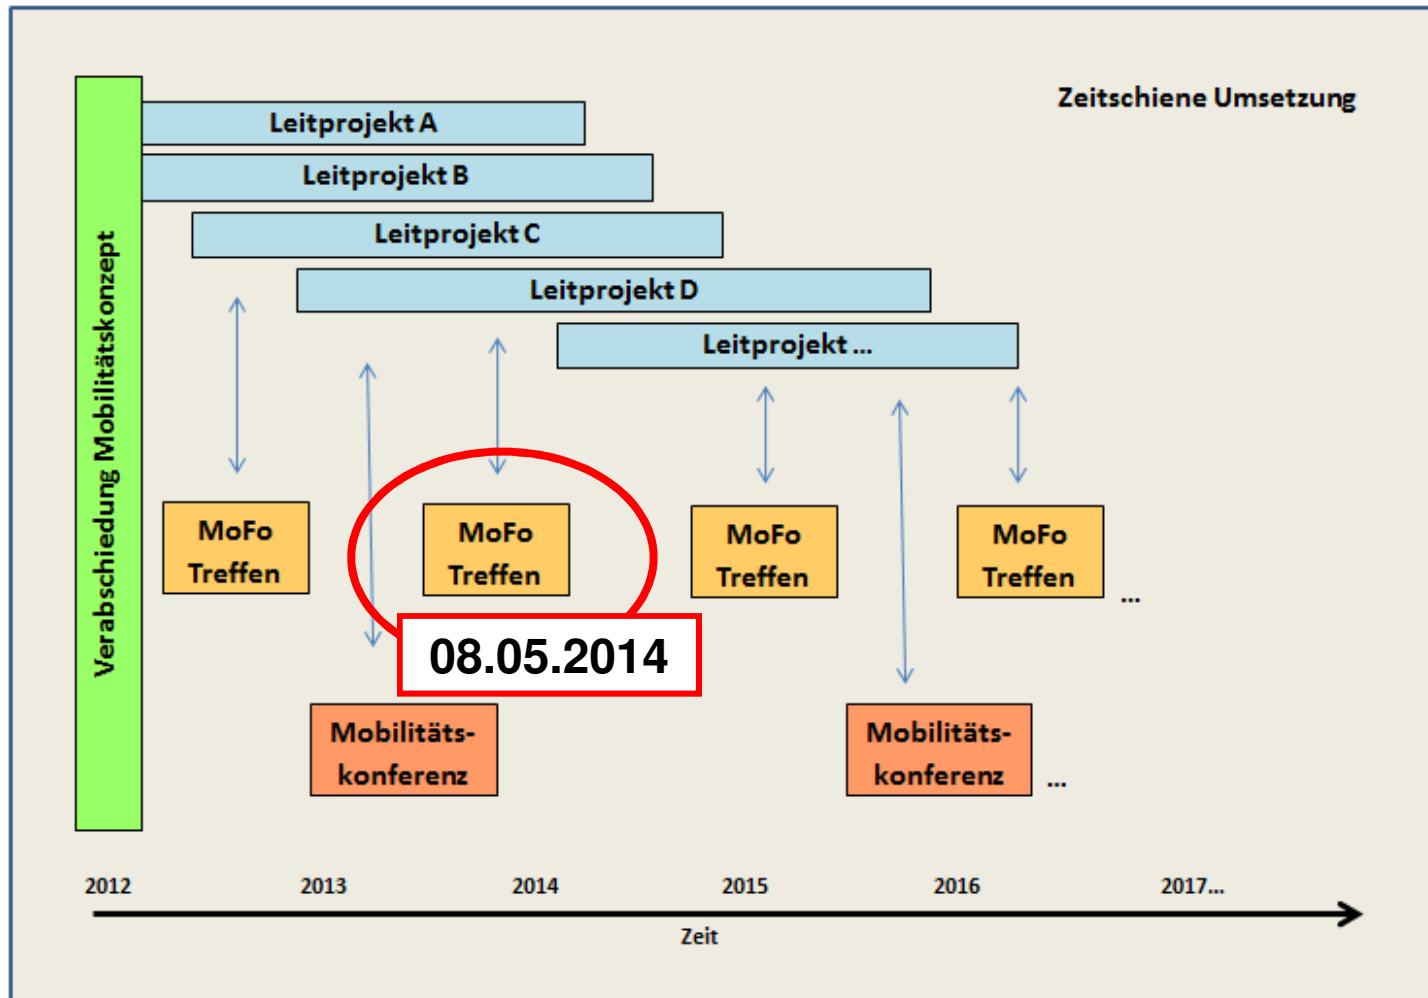 Zeitschiene Umsetzung
Verabschiedung Mobilitätskonzept
Leitprojekt A
Leitprojekt B
Leitprojekt C
Leitprojekt D
Leitprojekt ...
MoFo
Treffen
MoFo
Treffen
MoFo
Treffen
MoFo
Treffen
...
08.05.2014
Mobilitäts-
konferenz
Mobilitäts-
konferenz
...
2012 2013 2014 2015 2016 2017...
Zeit